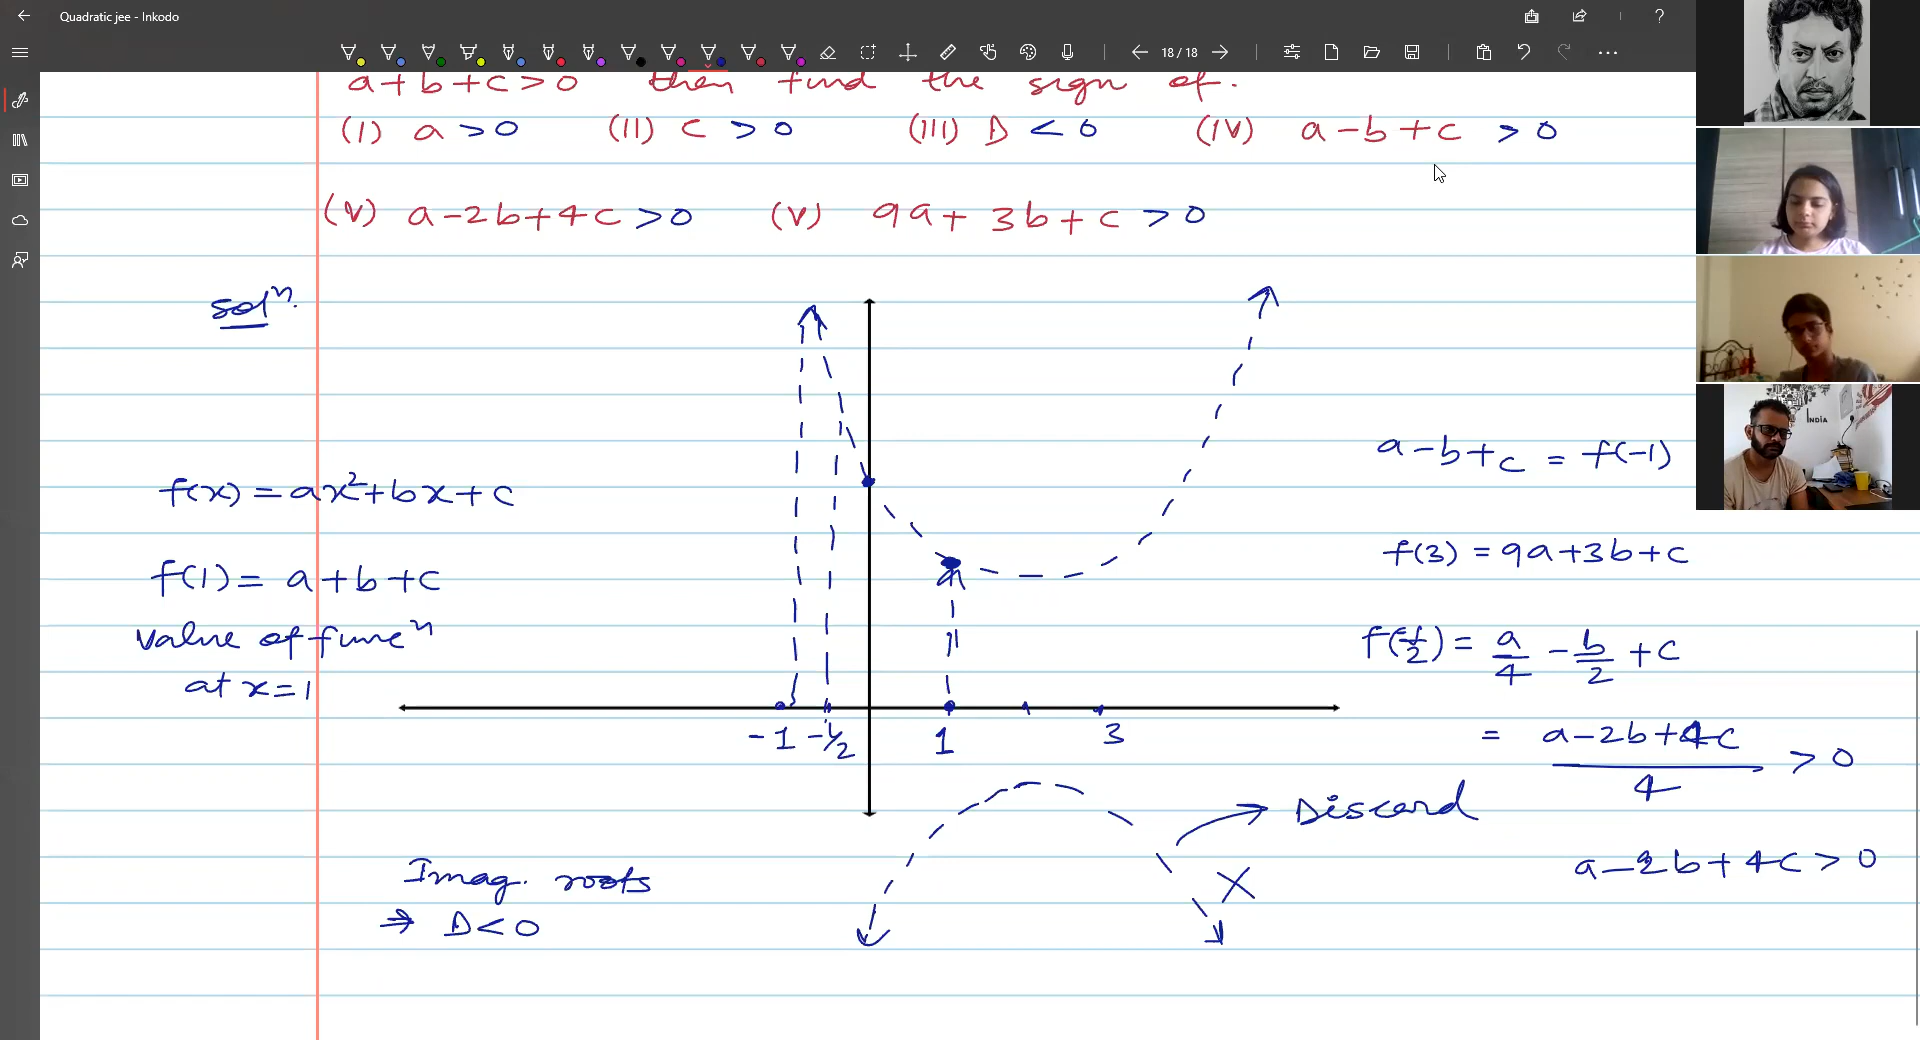 Quadratic jee - Inkodo
18 / 18
a+b+c>0 then find the sign of.
(I) a >0 (II) c >0 (III) D <0 (IV) a-b+c >0
(V) a-2b+4c>0 (V) 9a+3b+c >0
solⁿ.
INDIA
a-b+c = f(-1)
f(x) = ax²+bx+c
f(3) = 9a+3b+c
f(1) = a+b+c
value of funcⁿ
at x=1
f(-1/2) = a/4 - b/2 + c
-1 -1/2 1 3
= a-2b+4c/4 >0
Discard
a-2b+4c>0
Imag. roots
⇒ D<0
X